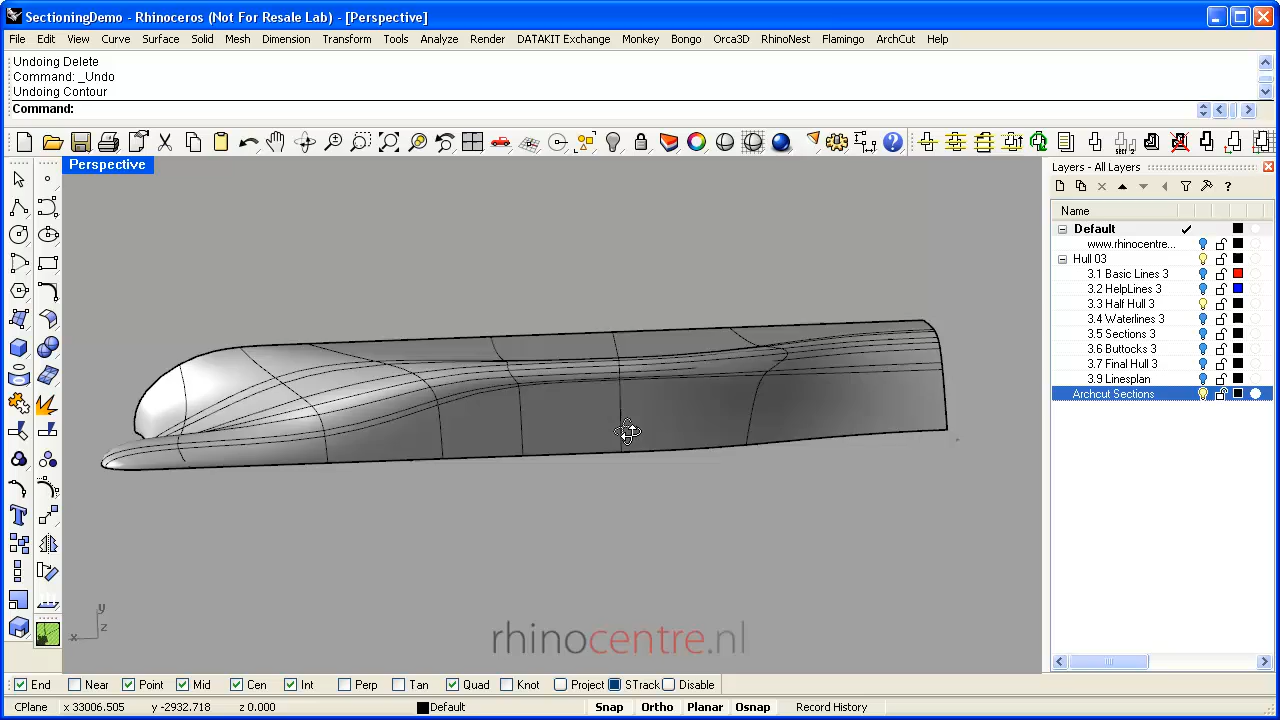 SectioningDemo - Rhinoceros (Not For Resale Lab) - [Perspective]
File Edit View Curve Surface Solid Mesh Dimension Transform Tools Analyze Render DATAKIT Exchange Monkey Bongo Orca3D RhinoNest Flamingo ArchCut Help
Undoing Delete
Command: _Undo
Undoing Contour
Command:
Perspective
Layers - All Layers
Name
Default
www.rhinocentre...
Hull 03
3.1 Basic Lines 3
3.2 HelpLines 3
3.3 Half Hull 3
3.4 Waterlines 3
3.5 Sections 3
3.6 Buttocks 3
3.7 Final Hull 3
3.9 Linesplan
Archcut Sections
y
x z
rhinocentre.nl
End Near Point Mid Cen Int Perp Tan Quad Knot Project STrack Disable
CPlane x 33006.505 y -2932.718 z 0.000 Default Snap Ortho Planar Osnap Record History